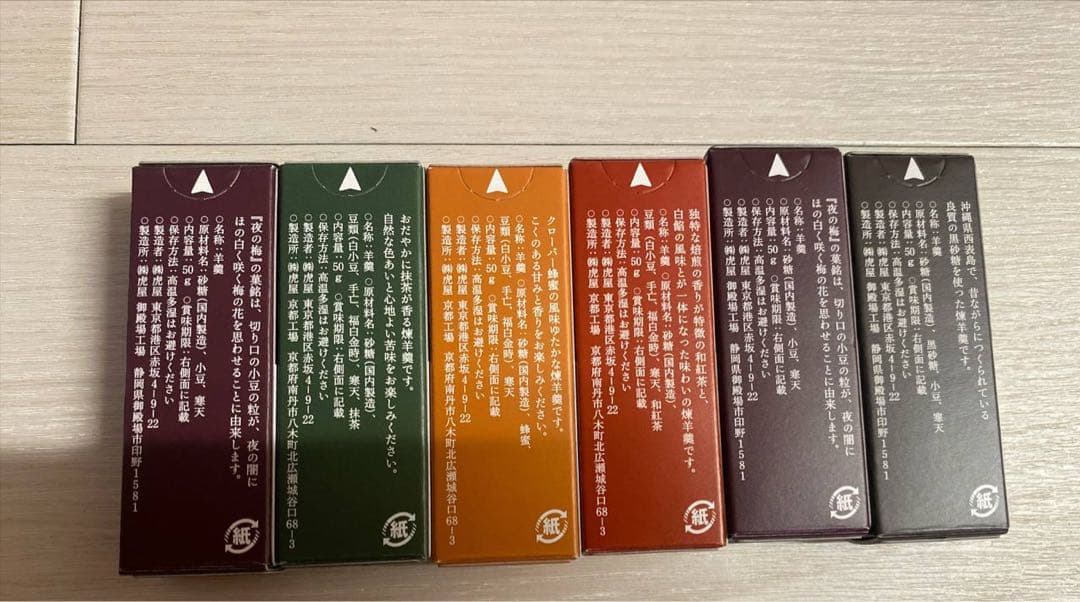 『夜の梅』の菓銘は、切り口の小豆の粒が、夜の闇に
ほの白く咲く梅の花を思わせることに由来します。
○名称:羊羹
○原材料名:砂糖(国内製造)、小豆、寒天
○内容量:50g ○賞味期限:右側面に記載
○保存方法:高温多湿はお避けください
○製造者:㈱虎屋 東京都港区赤坂4-9-22
○製造所:㈱虎屋 御殿場工場 静岡県御殿場市印野1581
紙
おだやかに抹茶が香る煉羊羹です。
自然な色あいと心地よい苦味をお楽しみください。
○名称:羊羹 ○原材料名:砂糖(国内製造)、
豆類(白小豆、手亡、福白金時)、寒天、抹茶
○内容量:50g ○賞味期限:右側面に記載
○保存方法:高温多湿はお避けください
○製造者:㈱虎屋 東京都港区赤坂4-9-22
○製造所:㈱虎屋 京都工場 京都府南丹市八木町北広瀬城谷口68-3
紙
クローバー蜂蜜の風味ゆたかな煉羊羹です。
こくのある甘みと香りをお楽しみください。
○名称:羊羹 ○原材料名:砂糖(国内製造)、蜂蜜、
豆類(白小豆、手亡、福白金時)、寒天
○内容量:50g ○賞味期限:右側面に記載
○保存方法:高温多湿はお避けください
○製造者:㈱虎屋 東京都港区赤坂4-9-22
○製造所:㈱虎屋 京都工場 京都府南丹市八木町北広瀬城谷口68-3
紙
独特な焙煎の香りが特徴の和紅茶と、
白餡の風味とが一体になった味わいの煉羊羹です。
○名称:羊羹 ○原材料名:砂糖(国内製造)、
豆類(白小豆、手亡、福白金時)、寒天、和紅茶
○内容量:50g ○賞味期限:右側面に記載
○保存方法:高温多湿はお避けください
○製造者:㈱虎屋 東京都港区赤坂4-9-22
○製造所:㈱虎屋 京都工場 京都府南丹市八木町北広瀬城谷口68-3
紙
『夜の梅』の菓銘は、切り口の小豆の粒が、夜の闇に
ほの白く咲く梅の花を思わせることに由来します。
○名称:羊羹
○原材料名:砂糖(国内製造)、小豆、寒天
○内容量:50g ○賞味期限:右側面に記載
○保存方法:高温多湿はお避けください
○製造者:㈱虎屋 東京都港区赤坂4-9-22
○製造所:㈱虎屋 御殿場工場 静岡県御殿場市印野1581
紙
沖縄県西表島で、昔ながらにつくられている
良質の黒砂糖を使った煉羊羹です。
○名称:羊羹
○原材料名:砂糖(国内製造)、黒砂糖、小豆、寒天
○内容量:50g ○賞味期限:右側面に記載
○保存方法:高温多湿はお避けください
○製造者:㈱虎屋 東京都港区赤坂4-9-22
○製造所:㈱虎屋 御殿場工場 静岡県御殿場市印野1581
紙